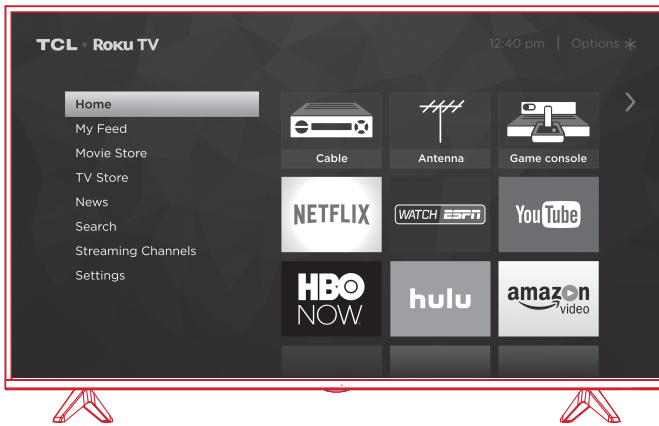 TCL Roku TV
12:40 pm | Options
Home
My Feed
Movie Store
TV Store
News
Search
Streaming Channels
Settings
Cable
Antenna
Game console
NETFLIX
WATCH ESPN
YouTube
HBO
NOW
hulu
amazon
video